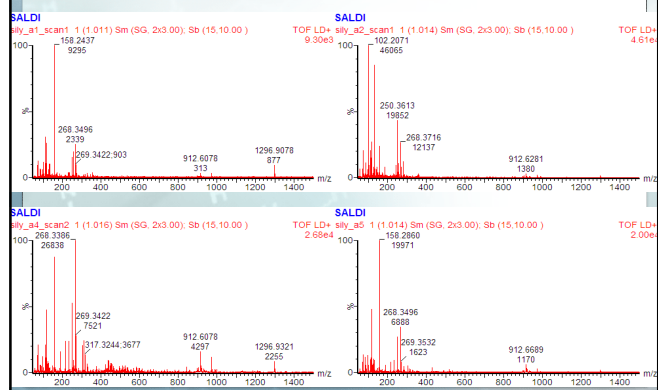 SALDI
sily_a1_scan1 1 (1.011) Sm (SG, 2x3.00); Sb (15,10.00 )
TOF LD+
9.30e3
158.2437
9295
100
%
0
268.3496
2339
269.3422;903
912.6078
313
1296.9078
877
200 400 600 800 1000 1200 1400 m/z
SALDI
sily_a2_scan1 1 (1.014) Sm (SG, 2x3.00); Sb (15,10.00 )
TOF LD+
4.61e
102.2071
46065
100
%
0
250.3613
19852
268.3716
12137
912.6281
1380
200 400 600 800 1000 1200 1400 m/z
SALDI
sily_a4_scan2 1 (1.016) Sm (SG, 2x3.00); Sb (15,10.00 )
TOF LD+
2.68e4
268.3386
26838
100
%
0
269.3422
7521
317.3244;3677
912.6078
4297
1296.9321
2255
200 400 600 800 1000 1200 1400 m/z
SALDI
sily_a5 1 (1.014) Sm (SG, 2x3.00); Sb (15,10.00 )
TOF LD+
2.00e
158.2860
19971
100
%
0
268.3496
6888
269.3532
1623
912.6689
1170
200 400 600 800 1000 1200 1400 m/z